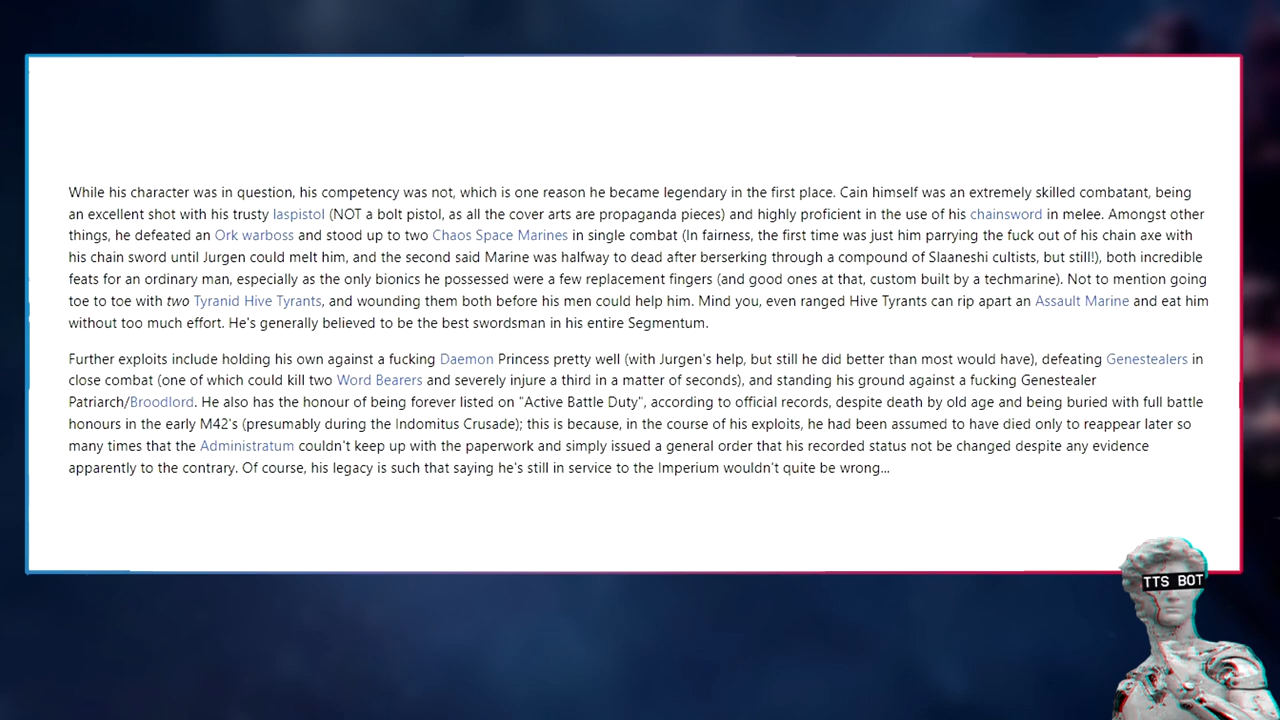 While his character was in question, his competency was not, which is one reason he became legendary in the first place. Cain himself was an extremely skilled combatant, being
an excellent shot with his trusty laspistol (NOT a bolt pistol, as all the cover arts are propaganda pieces) and highly proficient in the use of his chainsword in melee. Amongst other
things, he defeated an Ork warboss and stood up to two Chaos Space Marines in single combat (In fairness, the first time was just him parrying the fuck out of his chain axe with
his chain sword until Jurgen could melt him, and the second said Marine was halfway to dead after berserking through a compound of Slaaneshi cultists, but still!), both incredible
feats for an ordinary man, especially as the only bionics he possessed were a few replacement fingers (and good ones at that, custom built by a techmarine). Not to mention going
toe to toe with two Tyranid Hive Tyrants, and wounding them both before his men could help him. Mind you, even ranged Hive Tyrants can rip apart an Assault Marine and eat him
without too much effort. He's generally believed to be the best swordsman in his entire Segmentum.
Further exploits include holding his own against a fucking Daemon Princess pretty well (with Jurgen's help, but still he did better than most would have), defeating Genestealers in
close combat (one of which could kill two Word Bearers and severely injure a third in a matter of seconds), and standing his ground against a fucking Genestealer
Patriarch/Broodlord. He also has the honour of being forever listed on "Active Battle Duty", according to official records, despite death by old age and being buried with full battle
honours in the early M42's (presumably during the Indomitus Crusade); this is because, in the course of his exploits, he had been assumed to have died only to reappear later so
many times that the Administratum couldn't keep up with the paperwork and simply issued a general order that his recorded status not be changed despite any evidence
apparently to the contrary. Of course, his legacy is such that saying he's still in service to the Imperium wouldn't quite be wrong...
TTS BOT